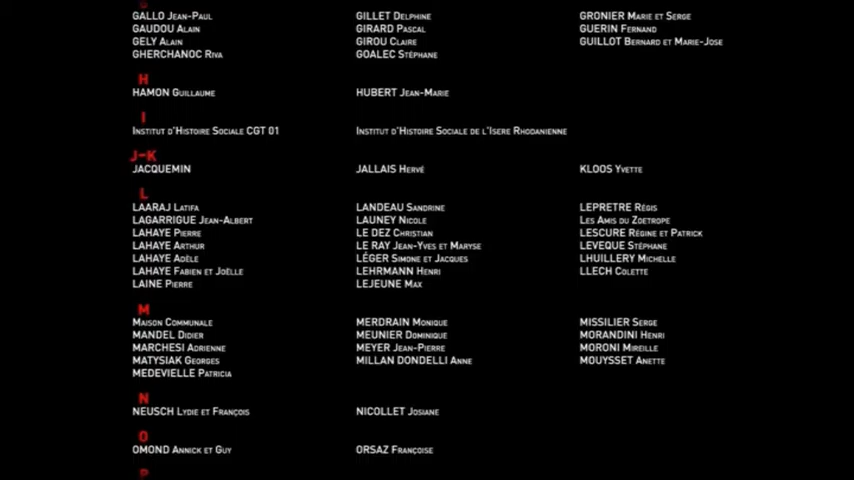 G
GALLO Jean-Paul GILLET Delphine GRONIER Marie et Serge
GAUDOU Alain GIRARD Pascal GUERIN Fernand
GELY Alain GIROU Claire GUILLOT Bernard et Marie-Jose
GHERCHANOC Riva GOALEC Stéphane
H
HAMON Guillaume HUBERT Jean-Marie
I
Institut d'Histoire Sociale CGT 01 Institut d'Histoire Sociale de l'Isere Rhodanienne
J-K
JACQUEMIN JALLAIS Hervé KLOOS Yvette
L
LAARAJ Latifa LANDEAU Sandrine LEPRETRE Régis
LAGARRIGUE Jean-Albert LAUNEY Nicole Les Amis du Zoetrope
LAHAYE Pierre LE DEZ Christian LESCURE Régine et Patrick
LAHAYE Arthur LE RAY Jean-Yves et Maryse LEVEQUE Stéphane
LAHAYE Adèle LÉGER Simone et Jacques LHUILLERY Michelle
LAHAYE Fabien et Joëlle LEHRMANN Henri LLECH Colette
LAINE Pierre LEJEUNE Max
M
Maison Communale MERDRAIN Monique MISSILIER Serge
MANDEL Didier MEUNIER Dominique MORANDINI Henri
MARCHESI Adrienne MEYER Jean-Pierre MORONI Mireille
MATYSIAK Georges MILLAN DONDELLI Anne MOUYSSET Anette
MEDEVIELLE Patricia
N
NEUSCH Lydie et François NICOLLET Josiane
O
OMOND Annick et Guy ORSAZ Françoise
P